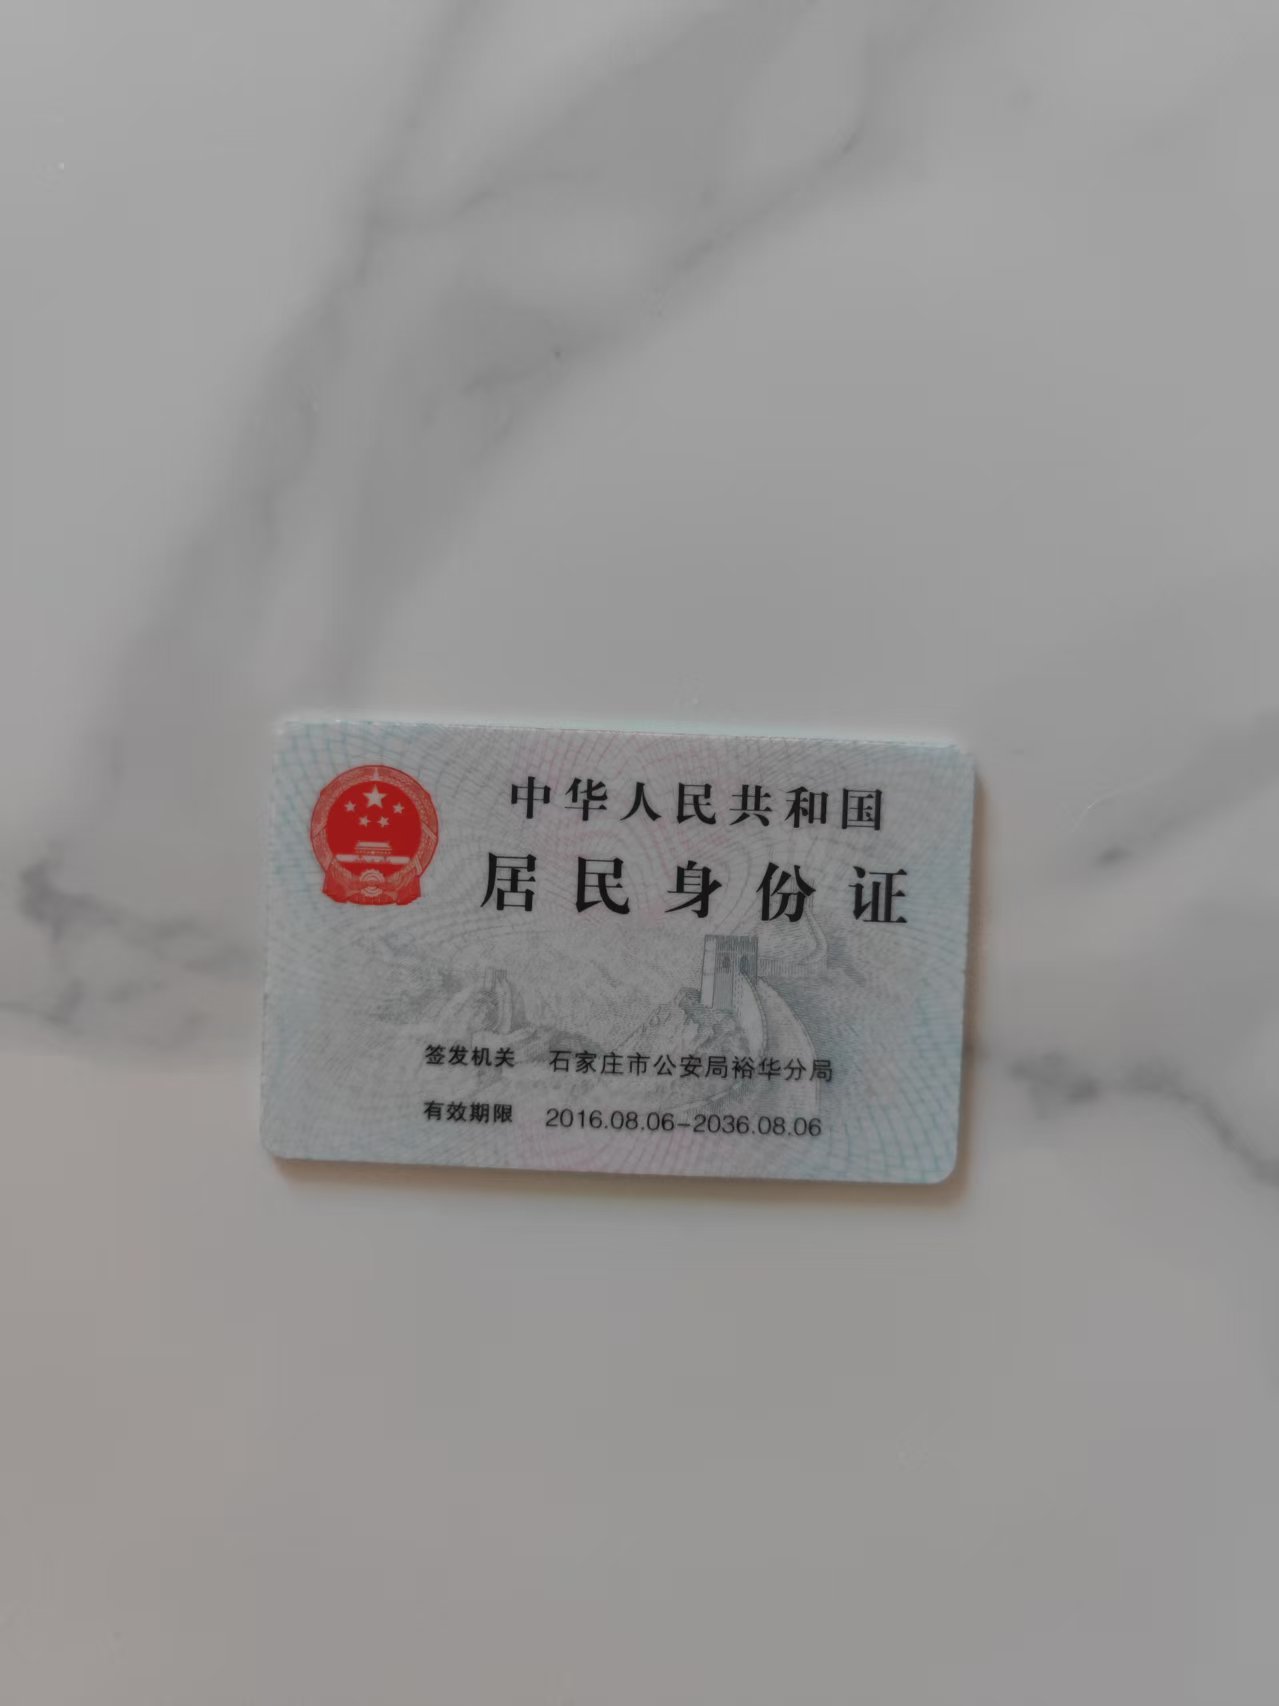 中华人民共和国
居民身份证
签发机关 石家庄市公安局裕华分局
有效期限 2016.08.06-2036.08.06